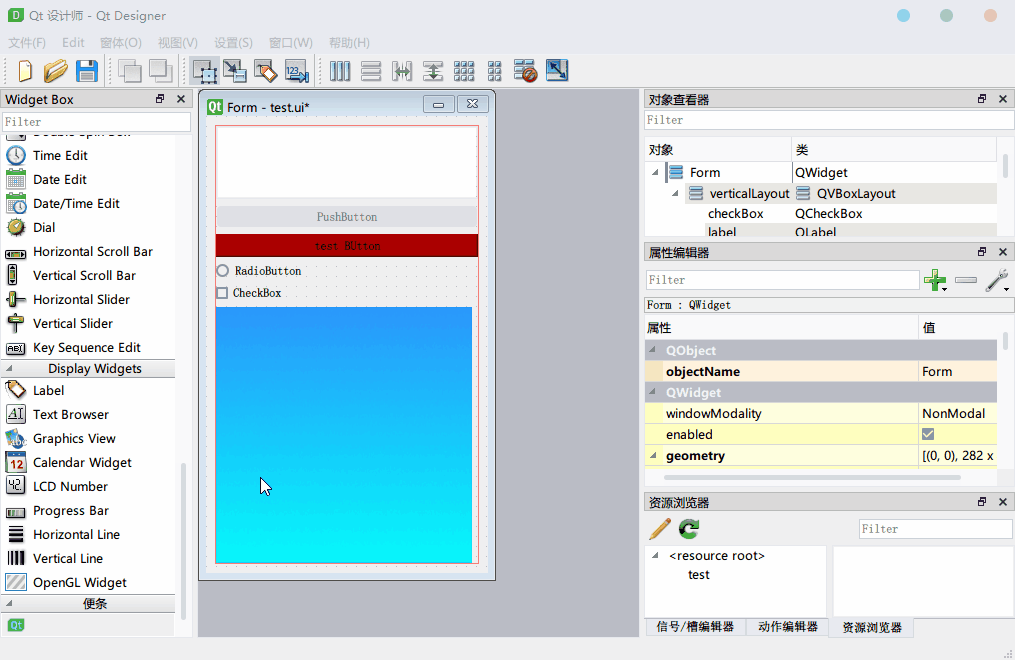 Qt 设计师 - Qt Designer
文件(F) Edit 窗体(O) 视图(V) 设置(S) 窗口(W) 帮助(H)
Widget Box
Filter
Double Spin Box
Time Edit
Date Edit
Date/Time Edit
Dial
Horizontal Scroll Bar
Vertical Scroll Bar
Horizontal Slider
Vertical Slider
Key Sequence Edit
Display Widgets
Label
Text Browser
Graphics View
Calendar Widget
LCD Number
Progress Bar
Horizontal Line
Vertical Line
OpenGL Widget
便条
Form - test.ui*
PushButton
test BUtton
RadioButton
CheckBox
对象查看器
Filter
对象 类
Form QWidget
verticalLayout QVBoxLayout
checkBox QCheckBox
label QLabel
属性编辑器
Filter
Form : QWidget
属性 值
QObject
objectName Form
QWidget
windowModality NonModal
enabled
geometry [(0, 0), 282 x
资源浏览器
Filter
<resource root>
test
信号/槽编辑器 动作编辑器 资源浏览器